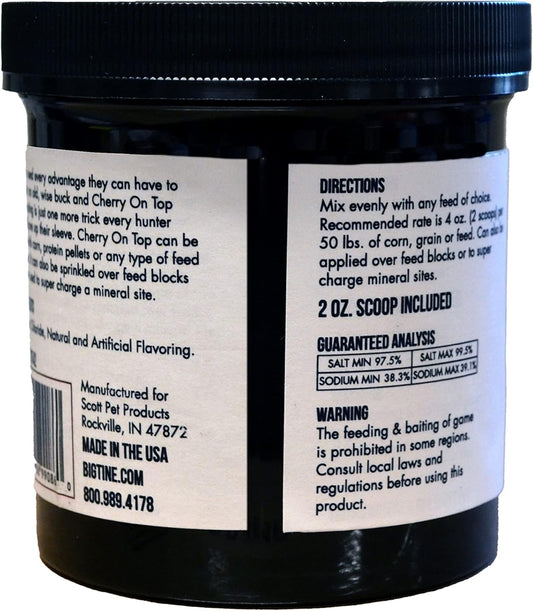 every advantage they can have to
old, wise buck and Cherry On Top
is just one more trick every hunter
up their sleeve. Cherry On Top can be
corn, protein pellets or any type of feed
can also be sprinkled over feed blocks
to super charge a mineral site.
Natural and Artificial Flavoring.
Manufactured for
Scott Pet Products
Rockville, IN 47872
MADE IN THE USA
BIGTINE.COM
800.989.4178
0
DIRECTIONS
Mix evenly with any feed of choice.
Recommended rate is 4 oz. (2 scoops) per
50 lbs. of corn, grain or feed. Can also be
applied over feed blocks or to super
charge mineral sites.
2 OZ. SCOOP INCLUDED
GUARANTEED ANALYSIS
SALT MIN 97.5% SALT MAX 99.5%
SODIUM MIN 38.3% SODIUM MAX 39.1%
WARNING
The feeding & baiting of game
is prohibited in some regions.
Consult local laws and
regulations before using this
product.